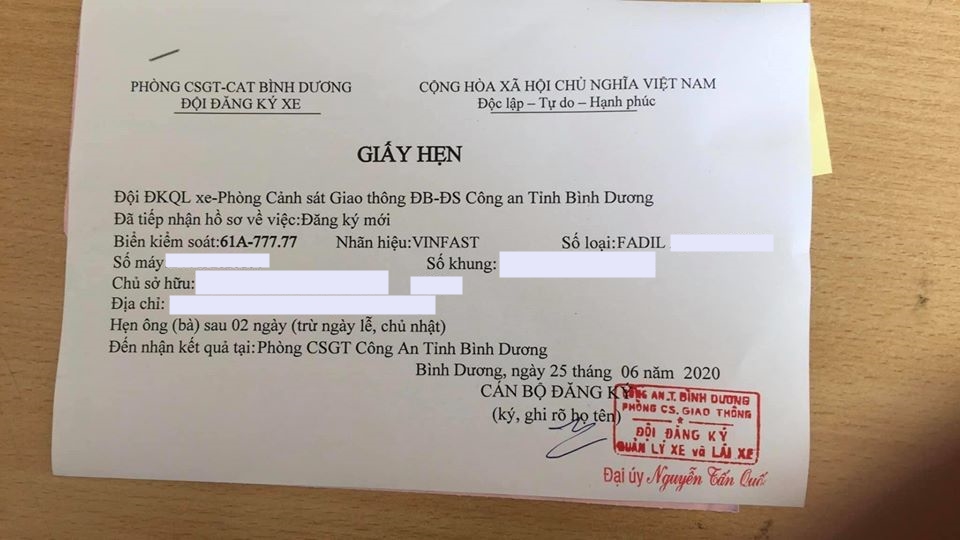 PHÒNG CSGT-CAT BÌNH DƯƠNG
ĐỘI ĐĂNG KÝ XE
CỘNG HÒA XÃ HỘI CHỦ NGHĨA VIỆT NAM
Độc lập – Tự do – Hạnh phúc
GIẤY HẸN
Đội ĐKQL xe-Phòng Cảnh sát Giao thông ĐB-ĐS Công an Tỉnh Bình Dương
Đã tiếp nhận hồ sơ về việc:Đăng ký mới
Biển kiểm soát:61A-777.77 Nhãn hiệu:VINFAST Số loại:FADIL
Số máy Số khung:
Chủ sở hữu:
Địa chỉ:
Hẹn ông (bà) sau 02 ngày (trừ ngày lễ, chủ nhật)
Đến nhận kết quả tại:Phòng CSGT Công An Tỉnh Bình Dương
Bình Dương, ngày 25 tháng 06 năm 2020
CÁN BỘ ĐĂNG KÝ
(ký, ghi rõ họ tên)
CÔNG AN.T. BÌNH DƯƠNG
PHÒNG CS. GIAO THÔNG
ĐỘI ĐĂNG KÝ
QUẢN LÝ XE và LÁI XE
Đại úy Nguyễn Tấn Quố